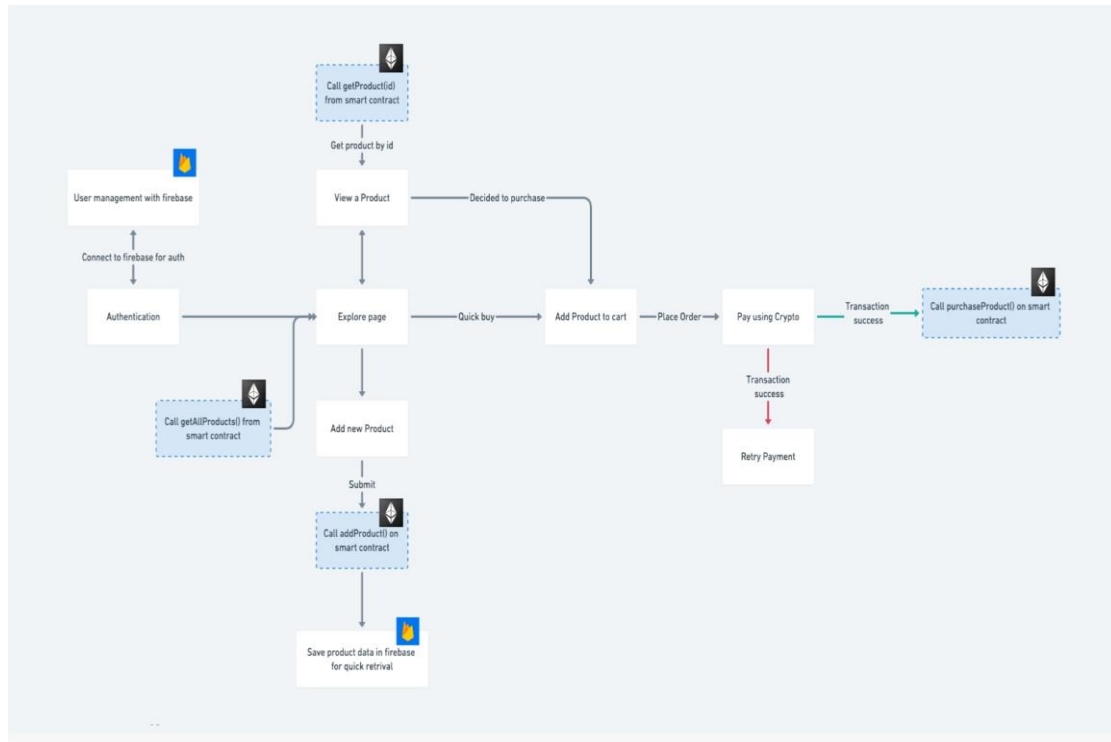 Call getProduct(id)
from smart contract
Get product by id
User management with firebase
View a Product
Decided to purchase
Connect to firebase for auth
Authentication
Explore page
Quick buy
Add Product to cart
Place Order
Pay using Crypto
Transaction
success
Call purchaseProduct() on smart
contract
Transaction
success
Call getAllProducts() from
smart contract
Add new Product
Retry Payment
Submit
Call addProduct() on
smart contract
Save product data in firebase
for quick retrival